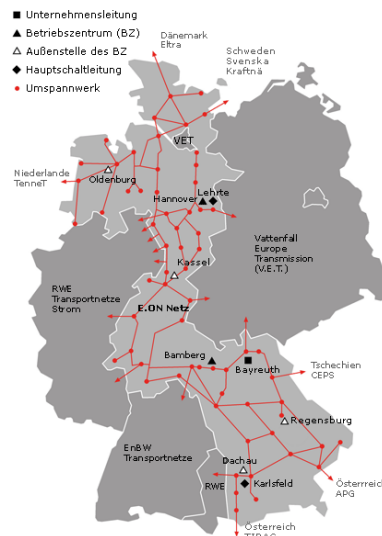 Unternehmensleitung
Betriebszentrum (BZ)
Außenstelle des BZ
Hauptschaltleitung
Umspannwerk
Dänemark
Eltra
Schweden
Svenska
Kraftnä
VET
Niederlande
TenneT
Oldenburg
Hannover
Lehrte
Vattenfall
Europe
Transmission
(V.E.T.)
Kassel
RWE
Transportnetze
Strom
E.ON Netz
Bamberg
Bayreuth
Tschechien
CEPS
Regensburg
EnBW
Transportnetze
Dachau
RWE
Karlsfeld
Österreich
APG
Österreich
TIRAG